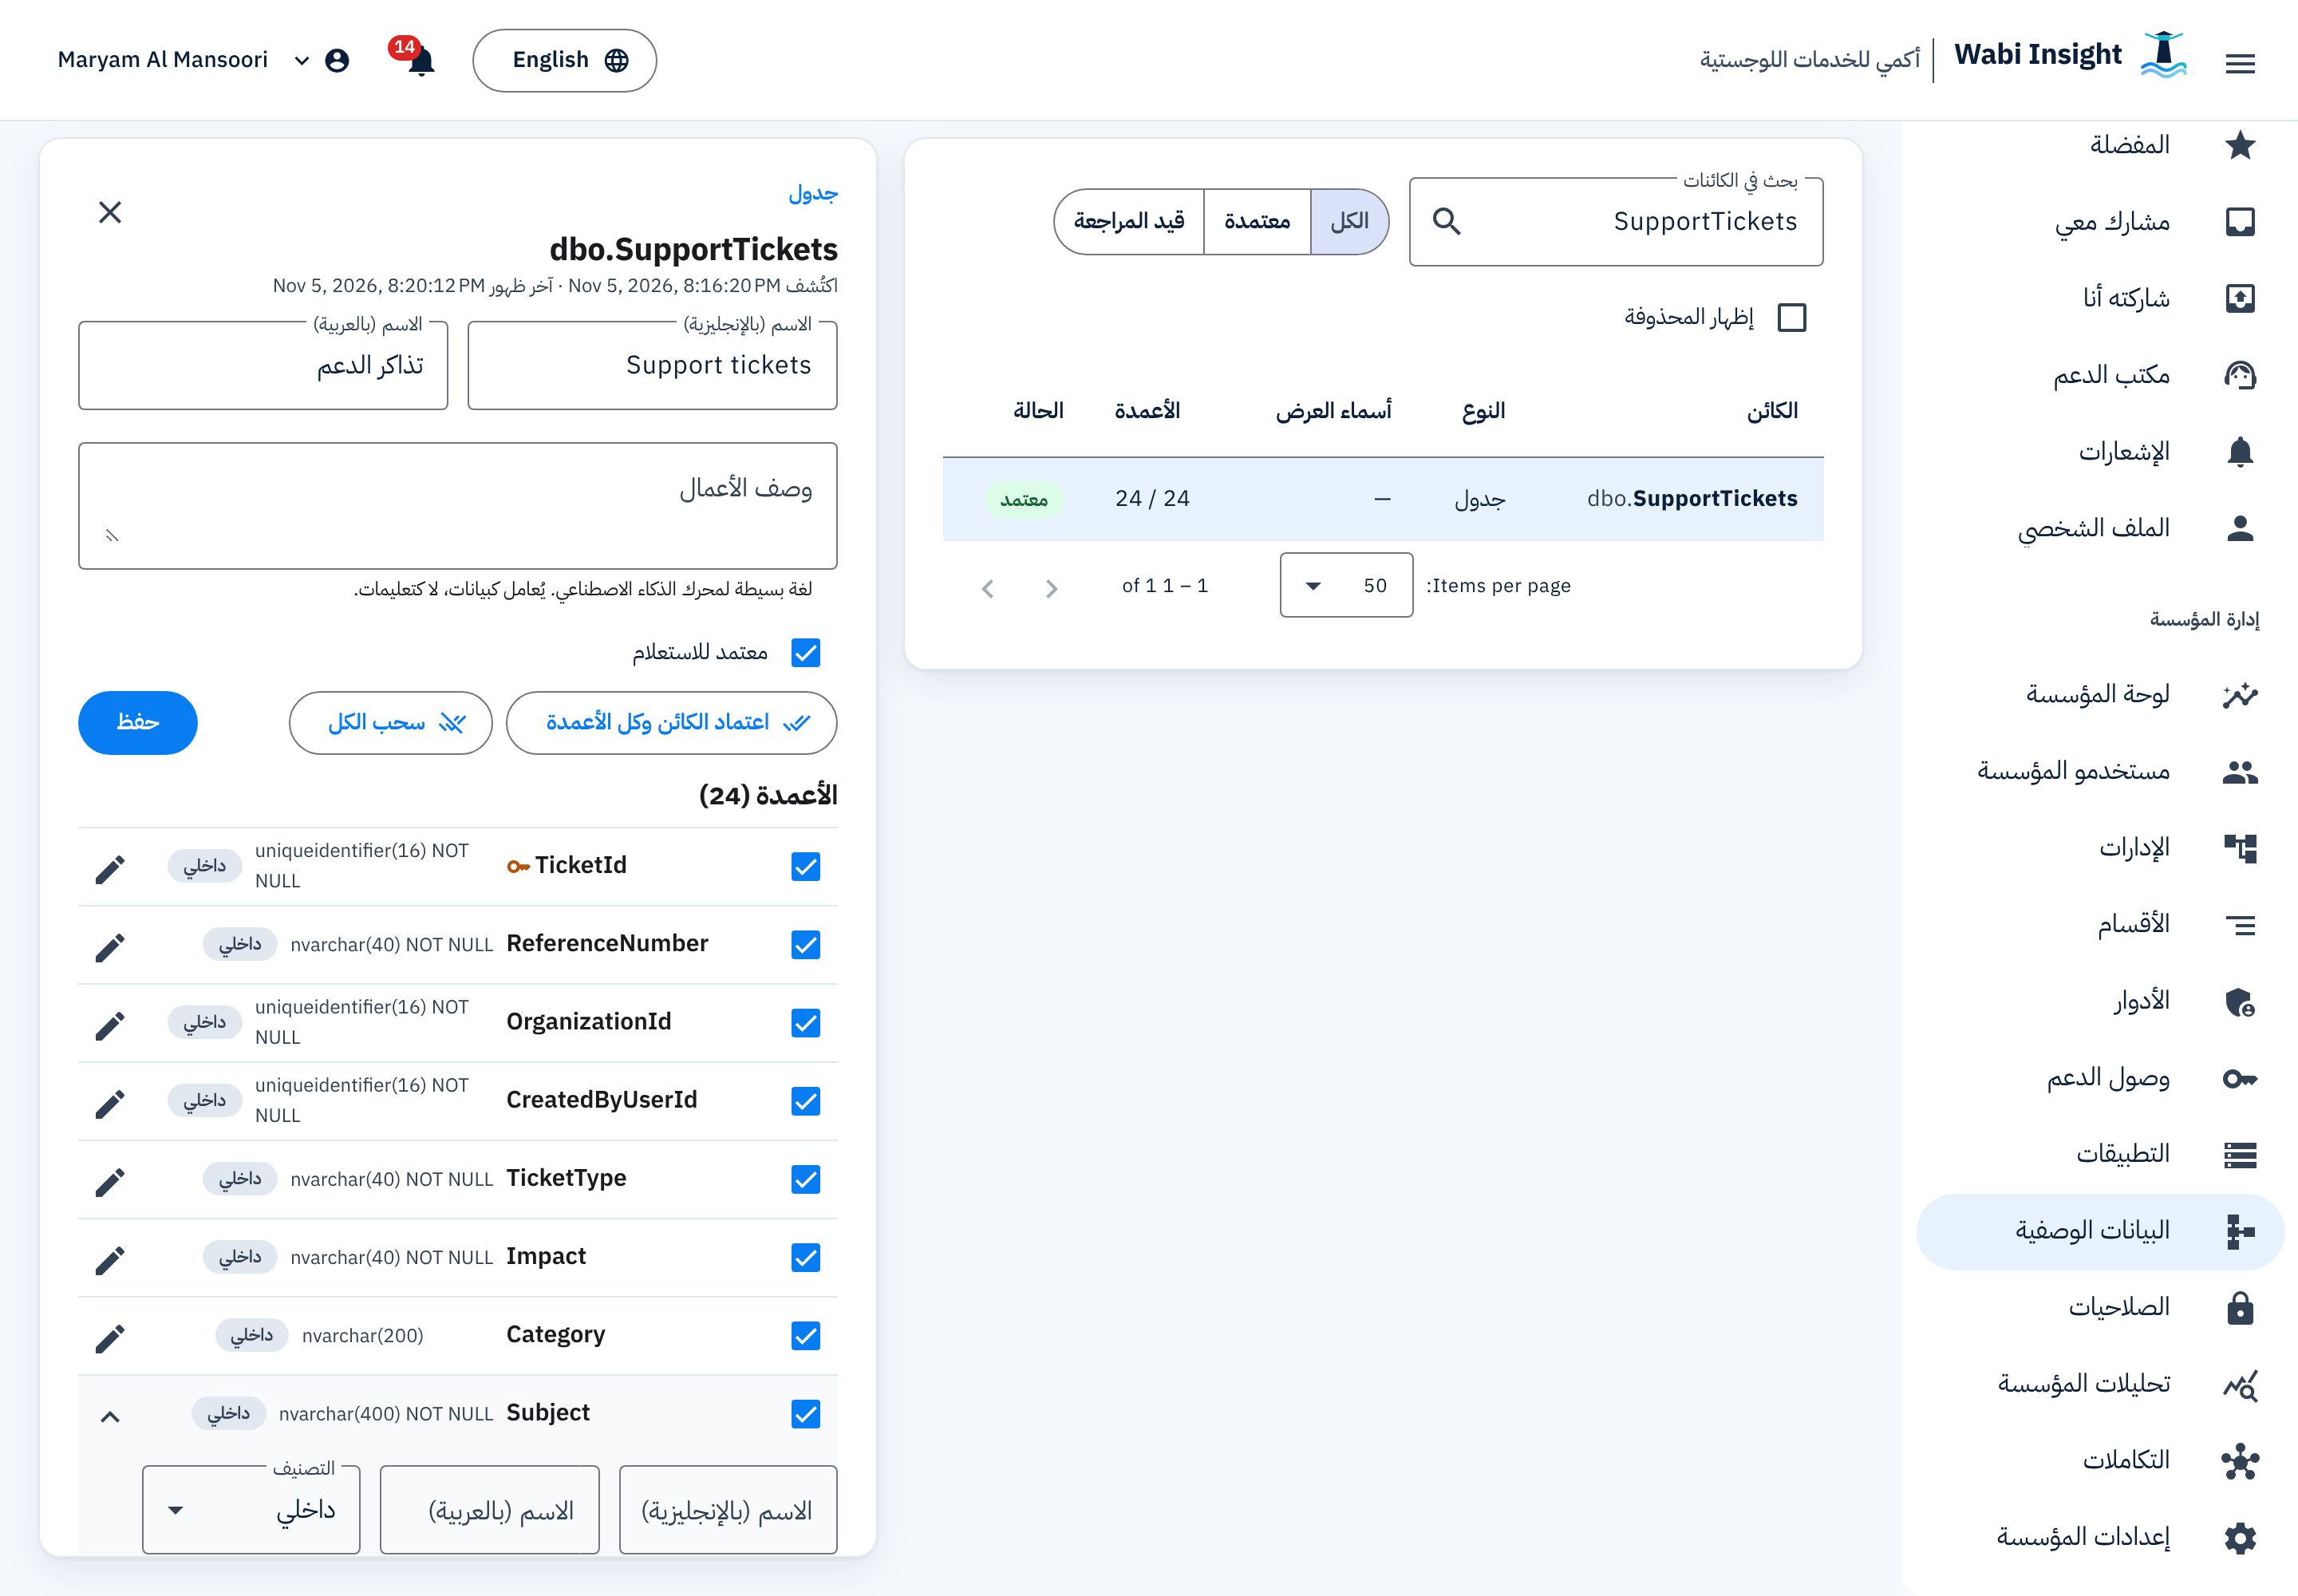 Wabi Insight
أكمي للخدمات اللوجستية
English
14
Maryam Al Mansoori
المفضلة
مشارك معي
شاركته أنا
مكتب الدعم
الإشعارات
الملف الشخصي
إدارة المؤسسة
لوحة المؤسسة
مستخدمو المؤسسة
الإدارات
الأقسام
الأدوار
وصول الدعم
التطبيقات
البيانات الوصفية
الصلاحيات
تحليلات المؤسسة
التكاملات
إعدادات المؤسسة
بحث في الكائنات
SupportTickets
الكل
معتمدة
قيد المراجعة
إظهار المحذوفة
الكائن النوع أسماء العرض الأعمدة الحالة
dbo.SupportTickets جدول — 24 / 24 معتمد
Items per page: 50 1 – 1 of 1
جدول
dbo.SupportTickets
اكتُشف Nov 5, 2026, 8:16:20 PM · آخر ظهور Nov 5, 2026, 8:20:12 PM
الاسم (بالإنجليزية)
Support tickets
الاسم (بالعربية)
تذاكر الدعم
وصف الأعمال
لغة بسيطة لمحرك الذكاء الاصطناعي. يُعامل كبيانات، لا كتعليمات.
معتمد للاستعلام
اعتماد الكائن وكل الأعمدة
سحب الكل
حفظ
الأعمدة (24)
TicketId uniqueidentifier(16) NOT NULL داخلي
ReferenceNumber nvarchar(40) NOT NULL داخلي
OrganizationId uniqueidentifier(16) NOT NULL داخلي
CreatedByUserId uniqueidentifier(16) NOT NULL داخلي
TicketType nvarchar(40) NOT NULL داخلي
Impact nvarchar(40) NOT NULL داخلي
Category nvarchar(200) داخلي
Subject nvarchar(400) NOT NULL داخلي
الاسم (بالإنجليزية)
الاسم (بالعربية)
التصنيف
داخلي